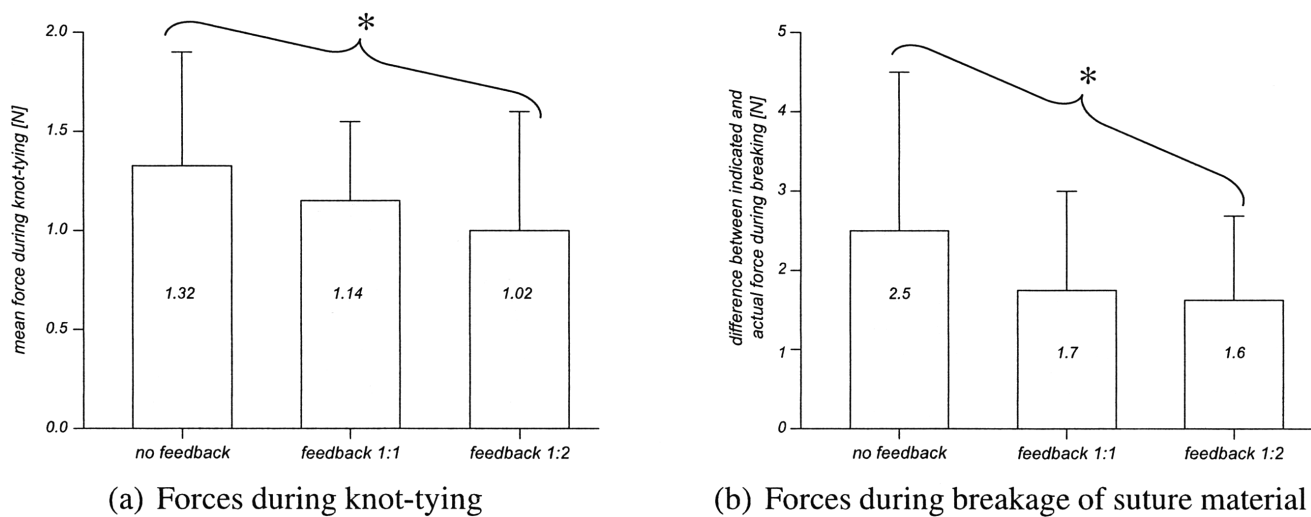 mean force during knot-tying [N]
2.0
1.5
1.0
0.5
0.0
*
1.32
1.14
1.02
no feedback
feedback 1:1
feedback 1:2
(a) Forces during knot-tying
difference between indicated and
actual force during breaking [N]
5
4
3
2
1
0
*
2.5
1.7
1.6
no feedback
feedback 1:1
feedback 1:2
(b) Forces during breakage of suture material